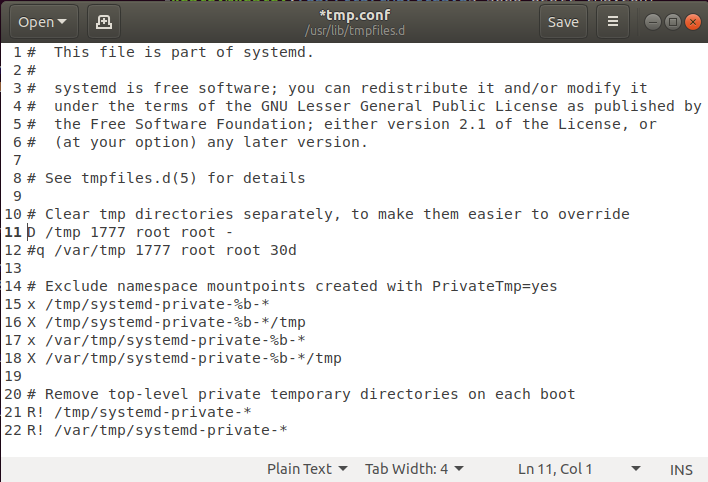 Open
*tmp.conf
/usr/lib/tmpfiles.d
Save
1 #  This file is part of systemd.
2 #
3 #  systemd is free software; you can redistribute it and/or modify it
4 #  under the terms of the GNU Lesser General Public License as published by
5 #  the Free Software Foundation; either version 2.1 of the License, or
6 #  (at your option) any later version.
7
8 # See tmpfiles.d(5) for details
9
10 # Clear tmp directories separately, to make them easier to override
11 D /tmp 1777 root root -
12 #q /var/tmp 1777 root root 30d
13
14 # Exclude namespace mountpoints created with PrivateTmp=yes
15 x /tmp/systemd-private-%b-*
16 X /tmp/systemd-private-%b-*/tmp
17 x /var/tmp/systemd-private-%b-*
18 X /var/tmp/systemd-private-%b-*/tmp
19
20 # Remove top-level private temporary directories on each boot
21 R! /tmp/systemd-private-*
22 R! /var/tmp/systemd-private-*
Plain Text Tab Width: 4 Ln 11, Col 1 INS